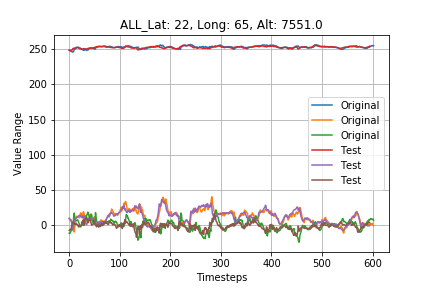 ALL_Lat: 22, Long: 65, Alt: 7551.0
250
200
150
100
50
0
Value Range
Original
Original
Original
Test
Test
Test
0 100 200 300 400 500 600
Timesteps